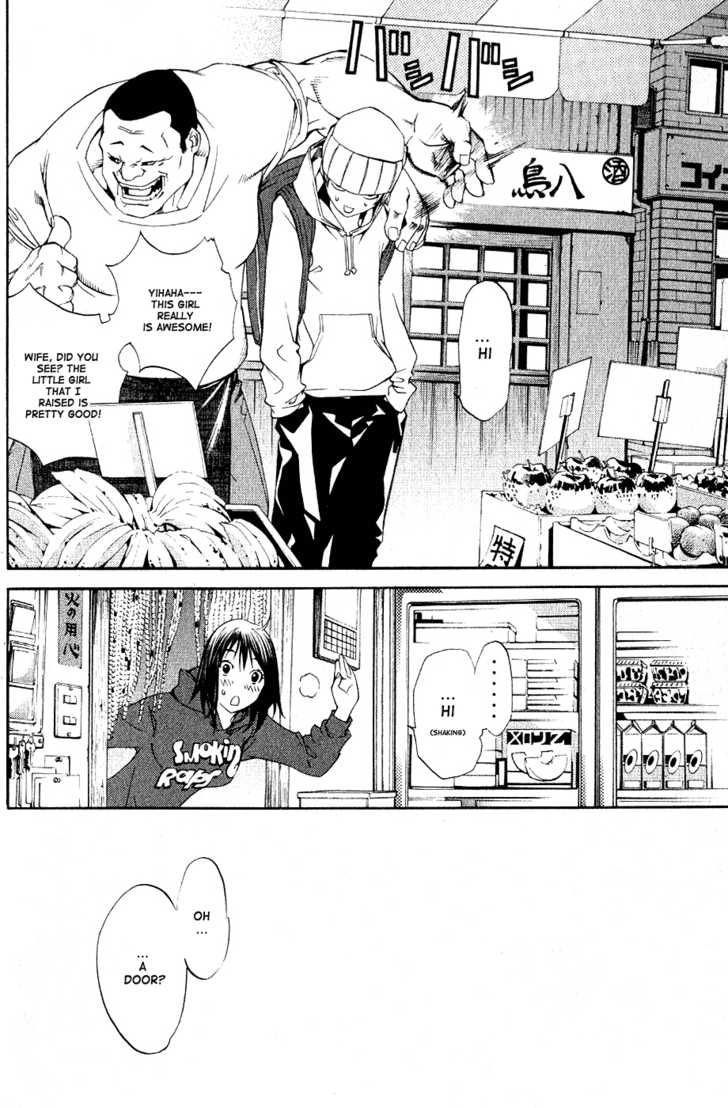 バシ
バシ
鳥八
酒
コイン
YIHAHA---
THIS GIRL
REALLY
IS AWESOME!
WIFE, DID YOU
SEE? THE
LITTLE GIRL
THAT I
RAISED IS
PRETTY GOOD!
...
HI
特
火の用心
Smokin
Rops
......
...
HI
(SHAKING)
OH
...
...
A
DOOR?